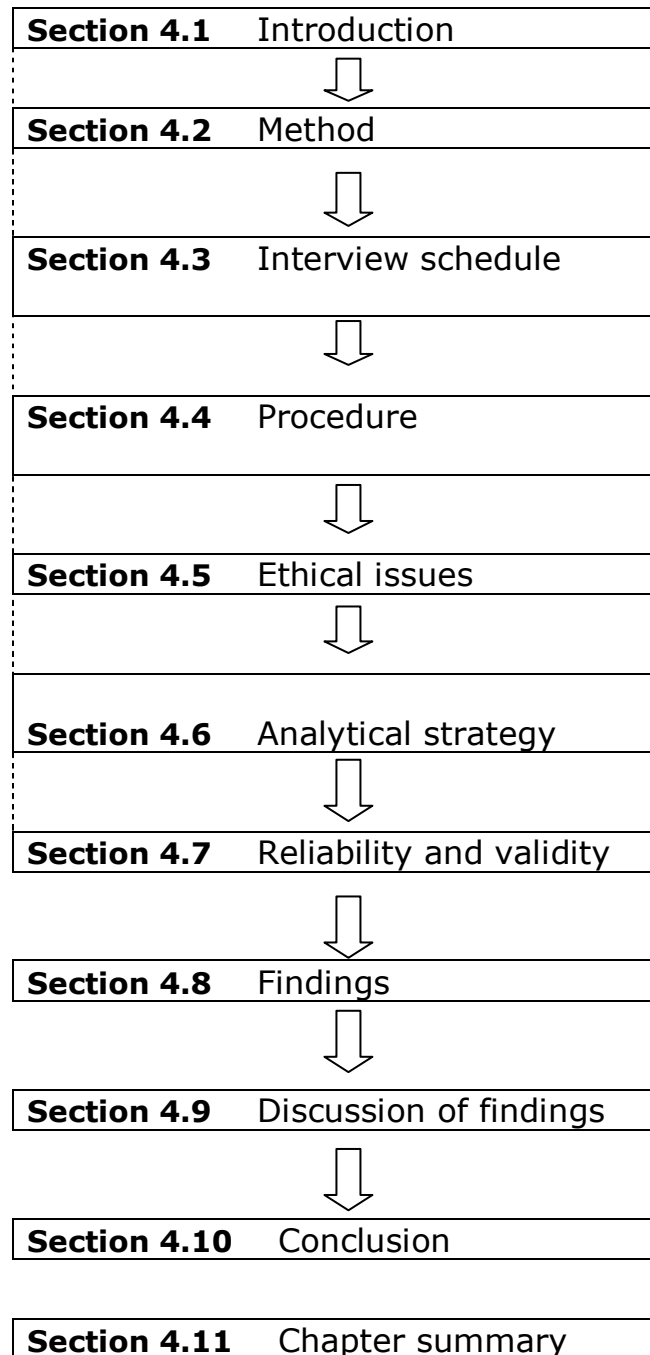 Section 4.1 Introduction
Section 4.2 Method
Section 4.3 Interview schedule
Section 4.4 Procedure
Section 4.5 Ethical issues
Section 4.6 Analytical strategy
Section 4.7 Reliability and validity
Section 4.8 Findings
Section 4.9 Discussion of findings
Section 4.10 Conclusion
Section 4.11 Chapter summary